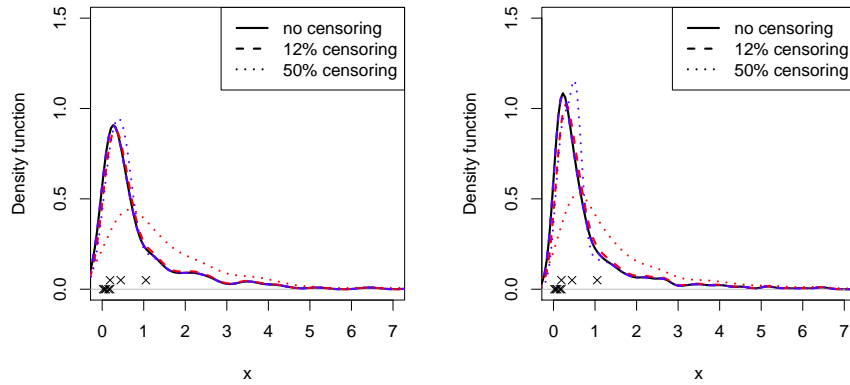 1.5
1.0
0.5
0.0
Density function
no censoring
12% censoring
50% censoring
0 1 2 3 4 5 6 7
x
1.5
1.0
0.5
0.0
Density function
no censoring
12% censoring
50% censoring
0 1 2 3 4 5 6 7
x